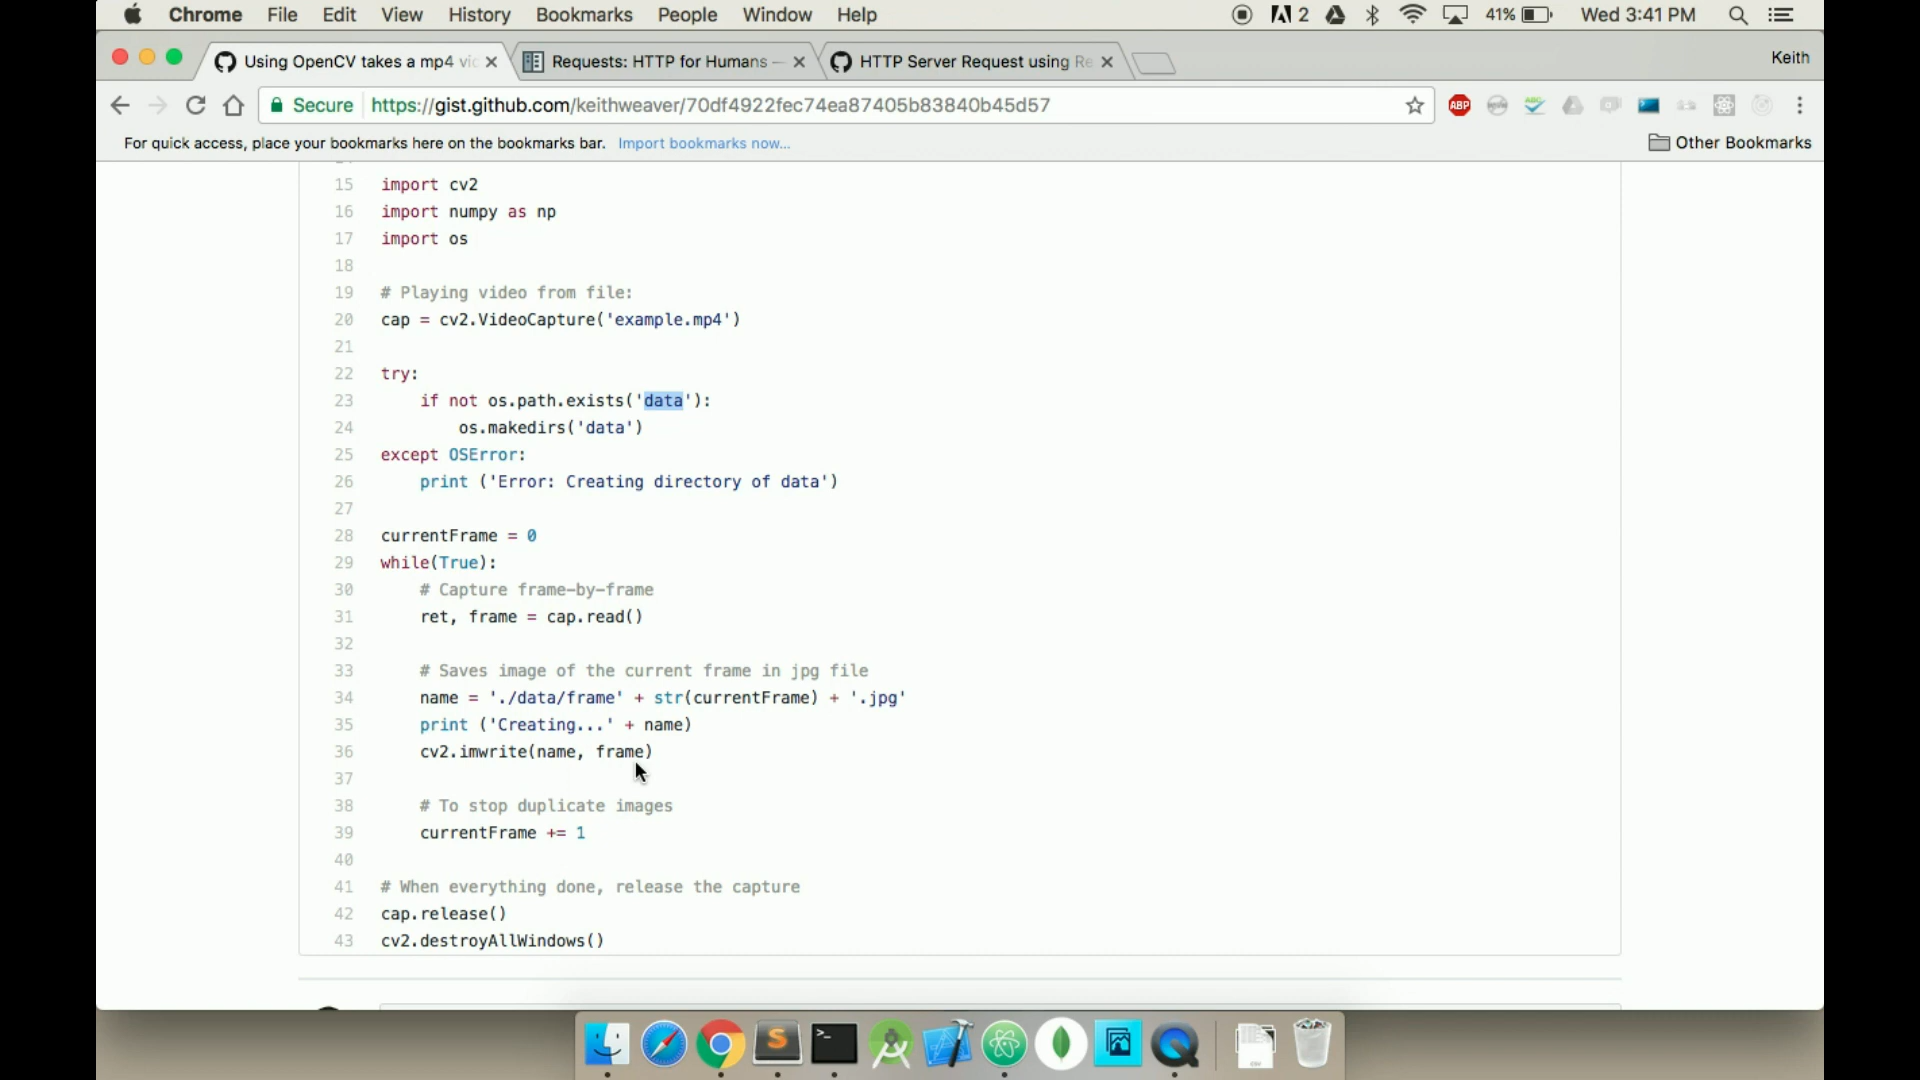 Chrome File Edit View History Bookmarks People Window Help 2 41% Wed 3:41 PM
Using OpenCV takes a mp4 vic Requests: HTTP for Humans — HTTP Server Request using Re Keith
Secure https://gist.github.com/keithweaver/70df4922fec74ea87405b83840b45d57 ABP
For quick access, place your bookmarks here on the bookmarks bar. Import bookmarks now... Other Bookmarks
15 import cv2
16 import numpy as np
17 import os
18
19 # Playing video from file:
20 cap = cv2.VideoCapture('example.mp4')
21
22 try:
23     if not os.path.exists('data'):
24         os.makedirs('data')
25 except OSError:
26     print ('Error: Creating directory of data')
27
28 currentFrame = 0
29 while(True):
30     # Capture frame-by-frame
31     ret, frame = cap.read()
32
33     # Saves image of the current frame in jpg file
34     name = './data/frame' + str(currentFrame) + '.jpg'
35     print ('Creating...' + name)
36     cv2.imwrite(name, frame)
37
38     # To stop duplicate images
39     currentFrame += 1
40
41 # When everything done, release the capture
42 cap.release()
43 cv2.destroyAllWindows()